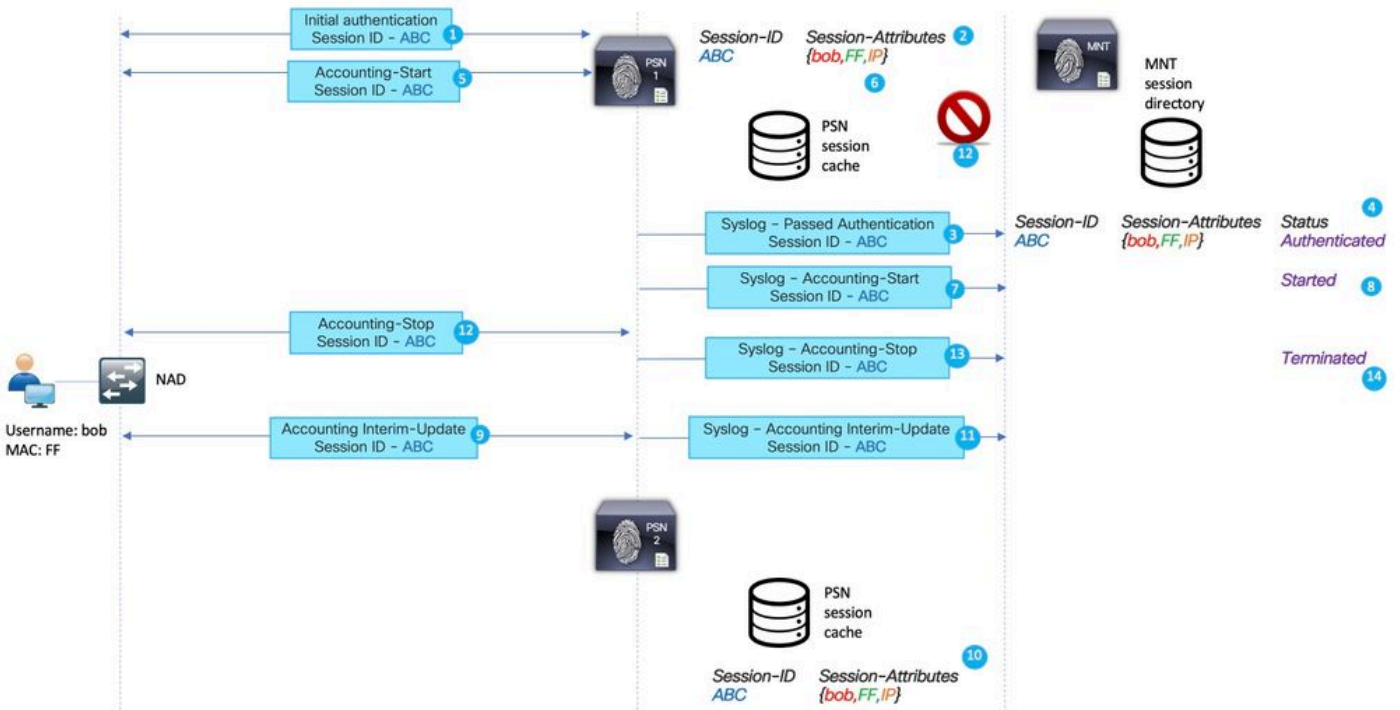 Initial authentication
Session ID - ABC
1
Accounting-Start
Session ID - ABC
5
PSN
1
Session-ID
ABC
Session-Attributes
{bob,FF,IP}
2
6
PSN
session
cache
12
MNT
MNT
session
directory
Syslog – Passed Authentication
Session ID - ABC
3
Session-ID
ABC
Session-Attributes
{bob,FF,IP}
Status
Authenticated
4
Syslog – Accounting-Start
Session ID - ABC
7
Started
8
Accounting-Stop
Session ID - ABC
12
Syslog – Accounting-Stop
Session ID - ABC
13
Terminated
14
NAD
Username: bob
MAC: FF
Accounting Interim-Update
Session ID - ABC
9
Syslog – Accounting Interim-Update
Session ID - ABC
11
PSN
2
PSN
session
cache
10
Session-ID
ABC
Session-Attributes
{bob,FF,IP}